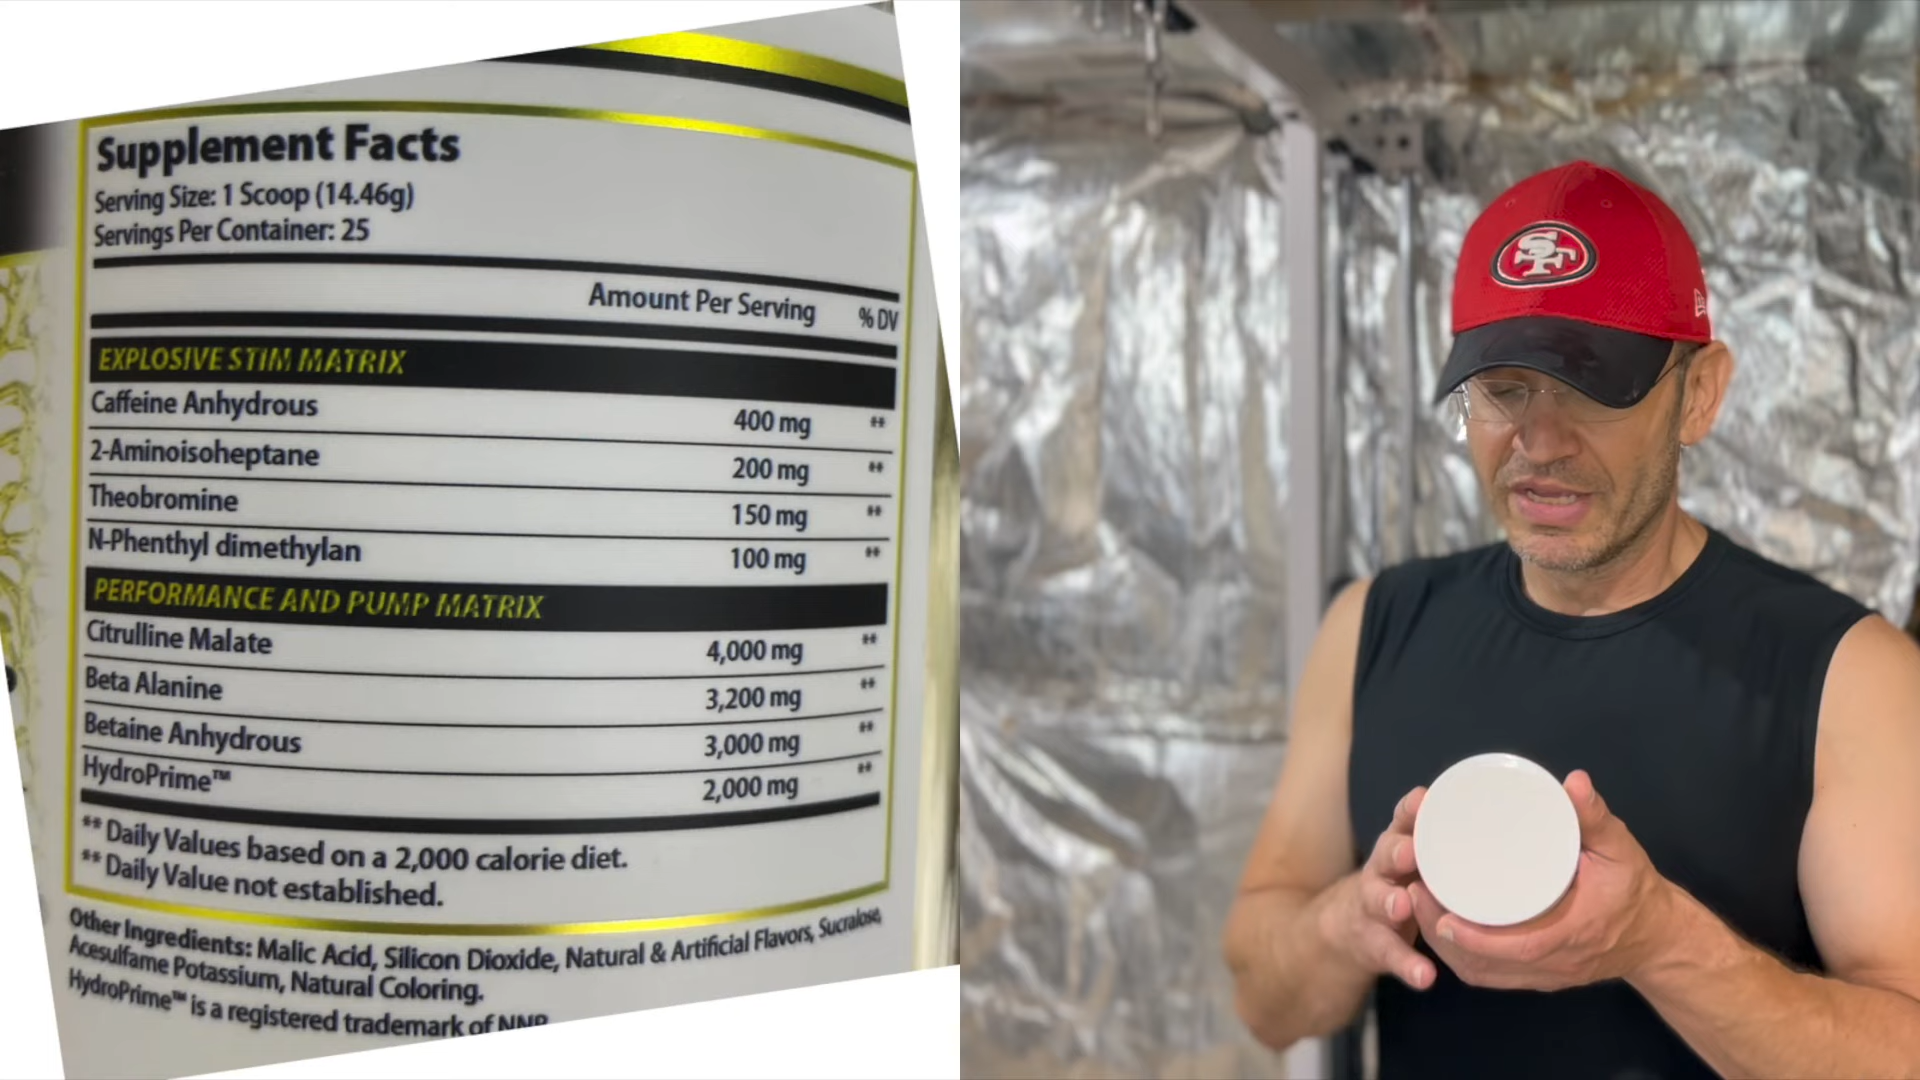 Supplement Facts
Serving Size: 1 Scoop (14.46g)
Servings Per Container: 25
Amount Per Serving % DV
EXPLOSIVE STIM MATRIX
Caffeine Anhydrous 400 mg **
2-Aminoisoheptane 200 mg **
Theobromine 150 mg **
N-Phenthyl dimethylan 100 mg **
PERFORMANCE AND PUMP MATRIX
Citrulline Malate 4,000 mg **
Beta Alanine 3,200 mg **
Betaine Anhydrous 3,000 mg **
HydroPrime™ 2,000 mg **
** Daily Values based on a 2,000 calorie diet.
** Daily Value not established.
Other Ingredients: Malic Acid, Silicon Dioxide, Natural & Artificial Flavors, Sucralose,
Acesulfame Potassium, Natural Coloring.
HydroPrime™ is a registered trademark of
SF